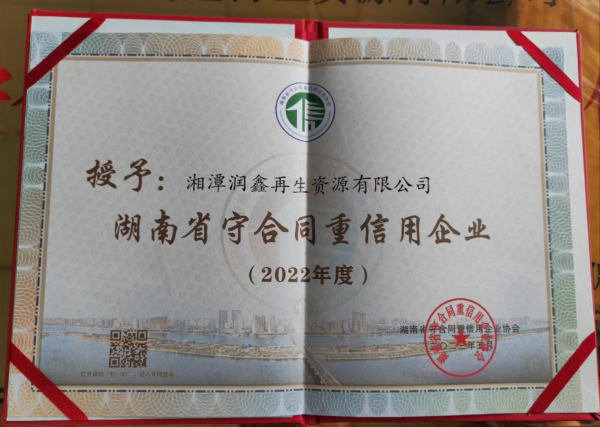 授予：湘潭润鑫再生资源有限公司
湖南省守合同重信用企业
（2022年度）
湖南省守合同重信用企业协会